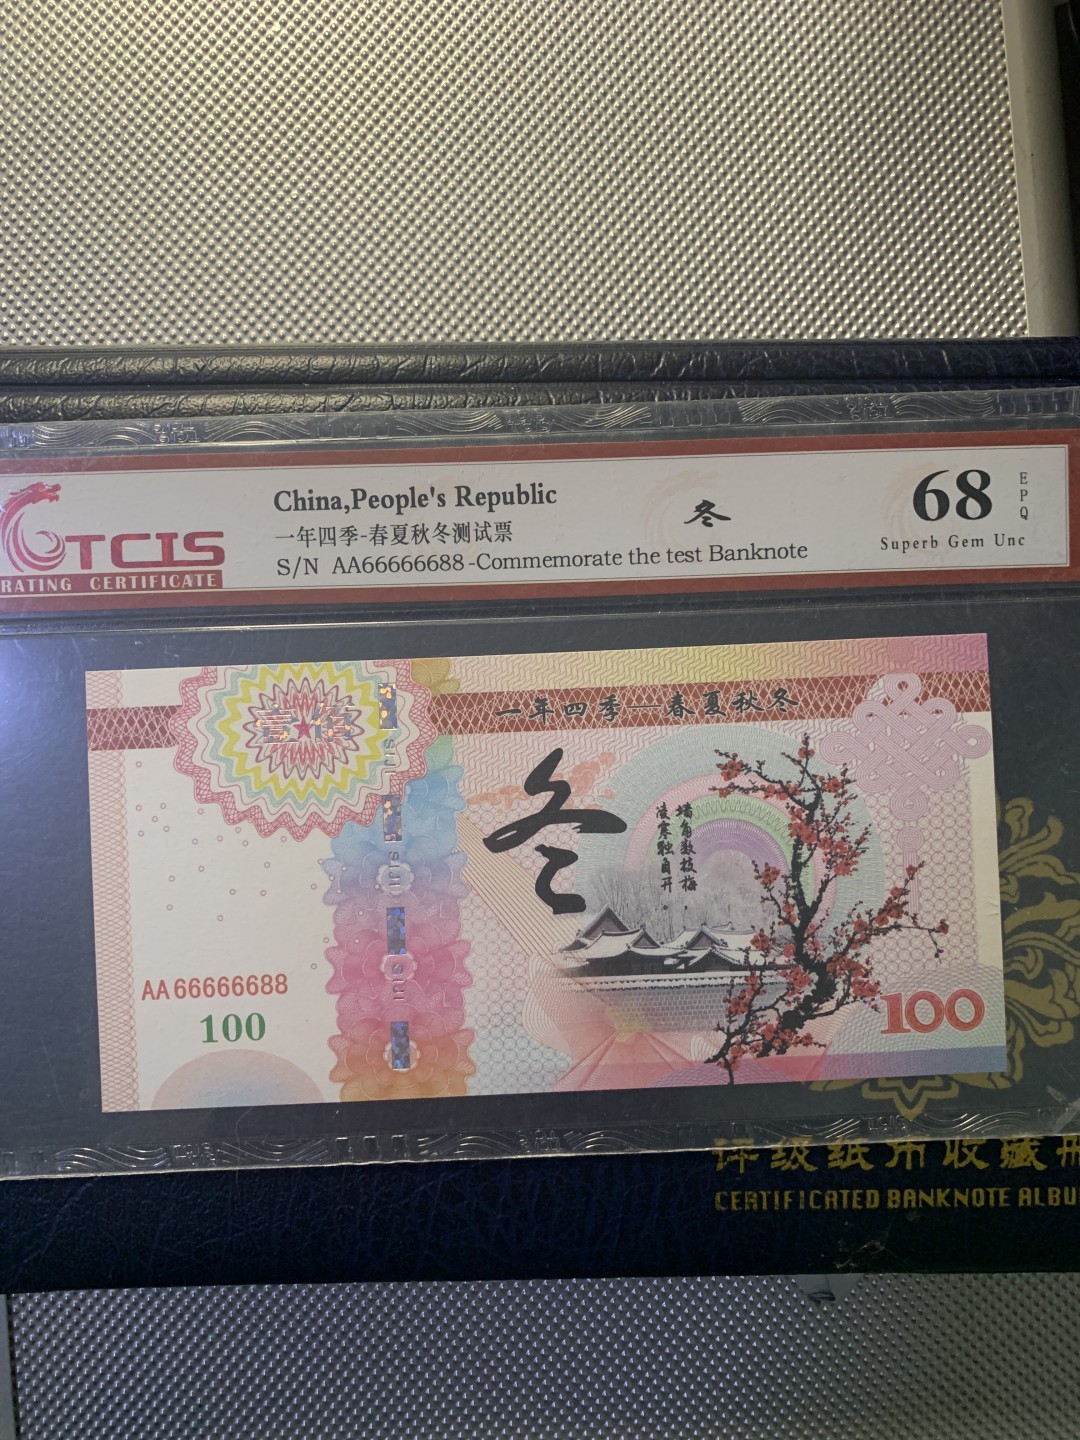 TCIS
RATING CERTIFICATE
China,People's Republic
一年四季-春夏秋冬测试票
S/N AA66666688-Commemorate the test Banknote
冬
68
EPQ
Superb Gem Unc
一年四季—春夏秋冬
冬
墙角数枝梅，
凌寒独自开。
SIJI
SIJI
SIJI
AA66666688
100
100
评级纸币收藏册
CERTIFICATED BANKNOTE ALBU